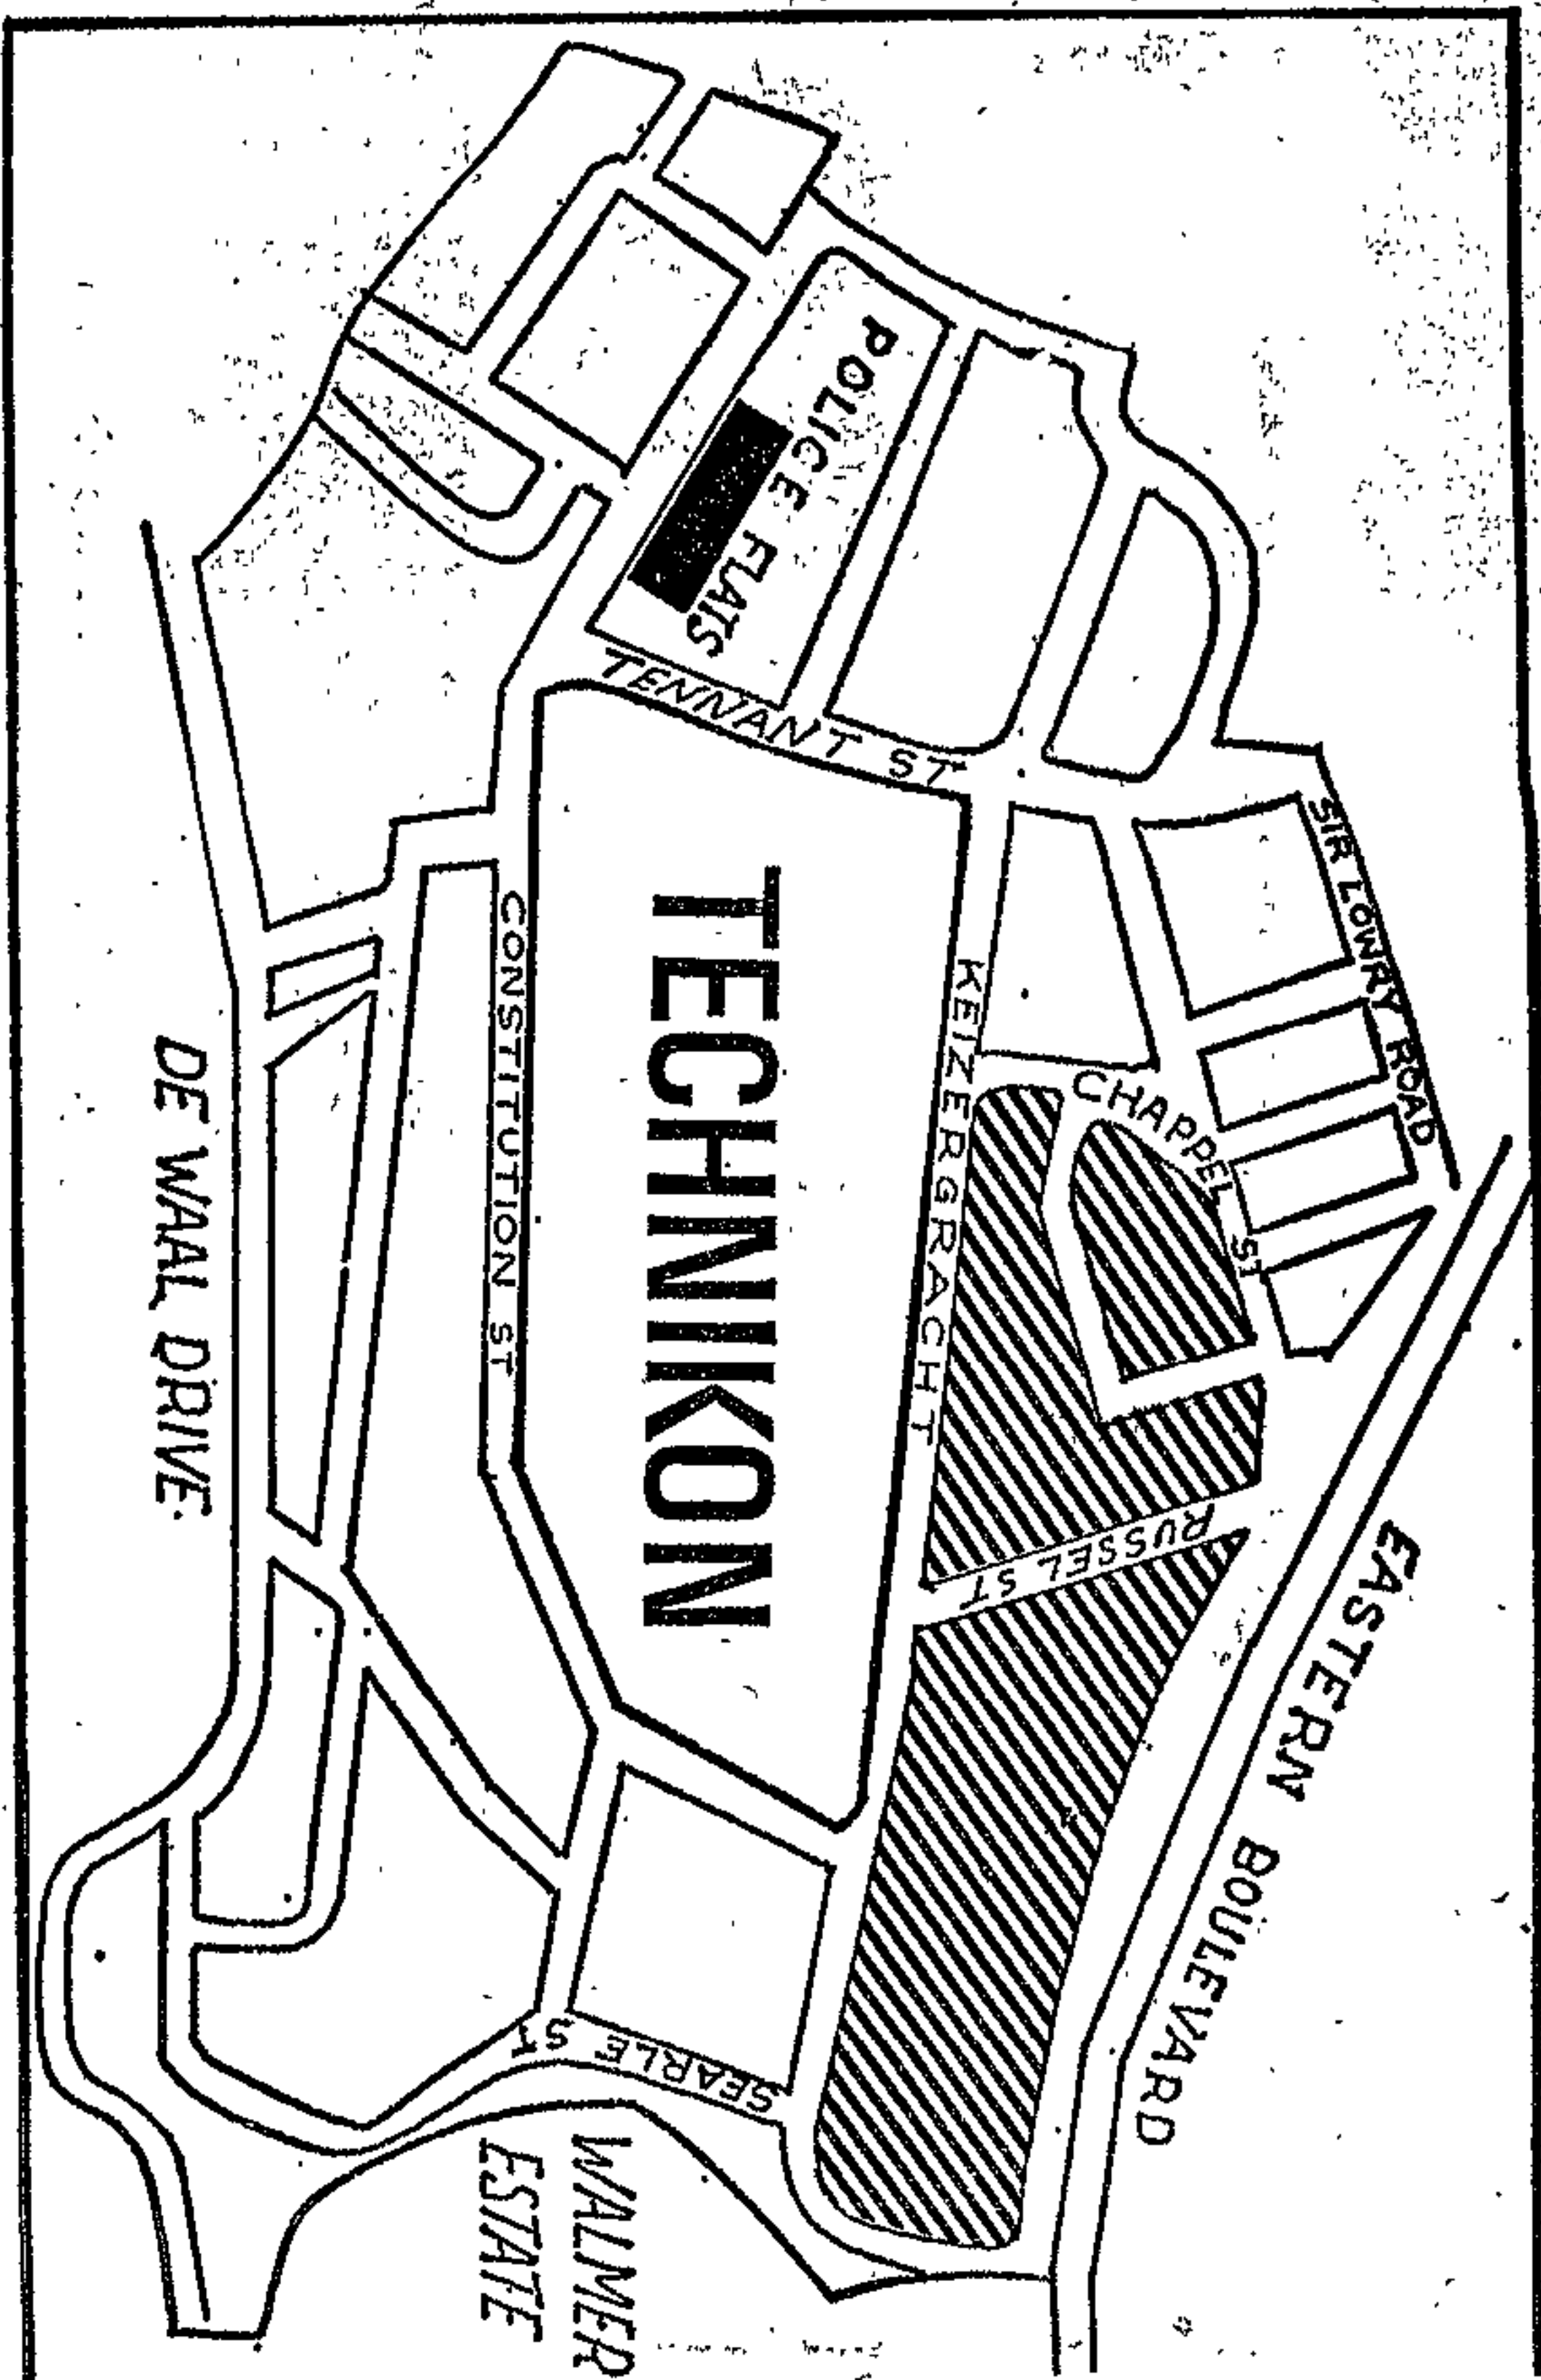 SIR LOWRY ROAD
EASTERN BOULEVARD
CHAPPEL ST
RUSSEL ST
POLICE FLATS
TENNANT ST
KEIZERGRACHT
TECHNIKON
CONSTITUTION ST
SEARLE ST
WALMER
ESTATE
DE WAAL DRIVE